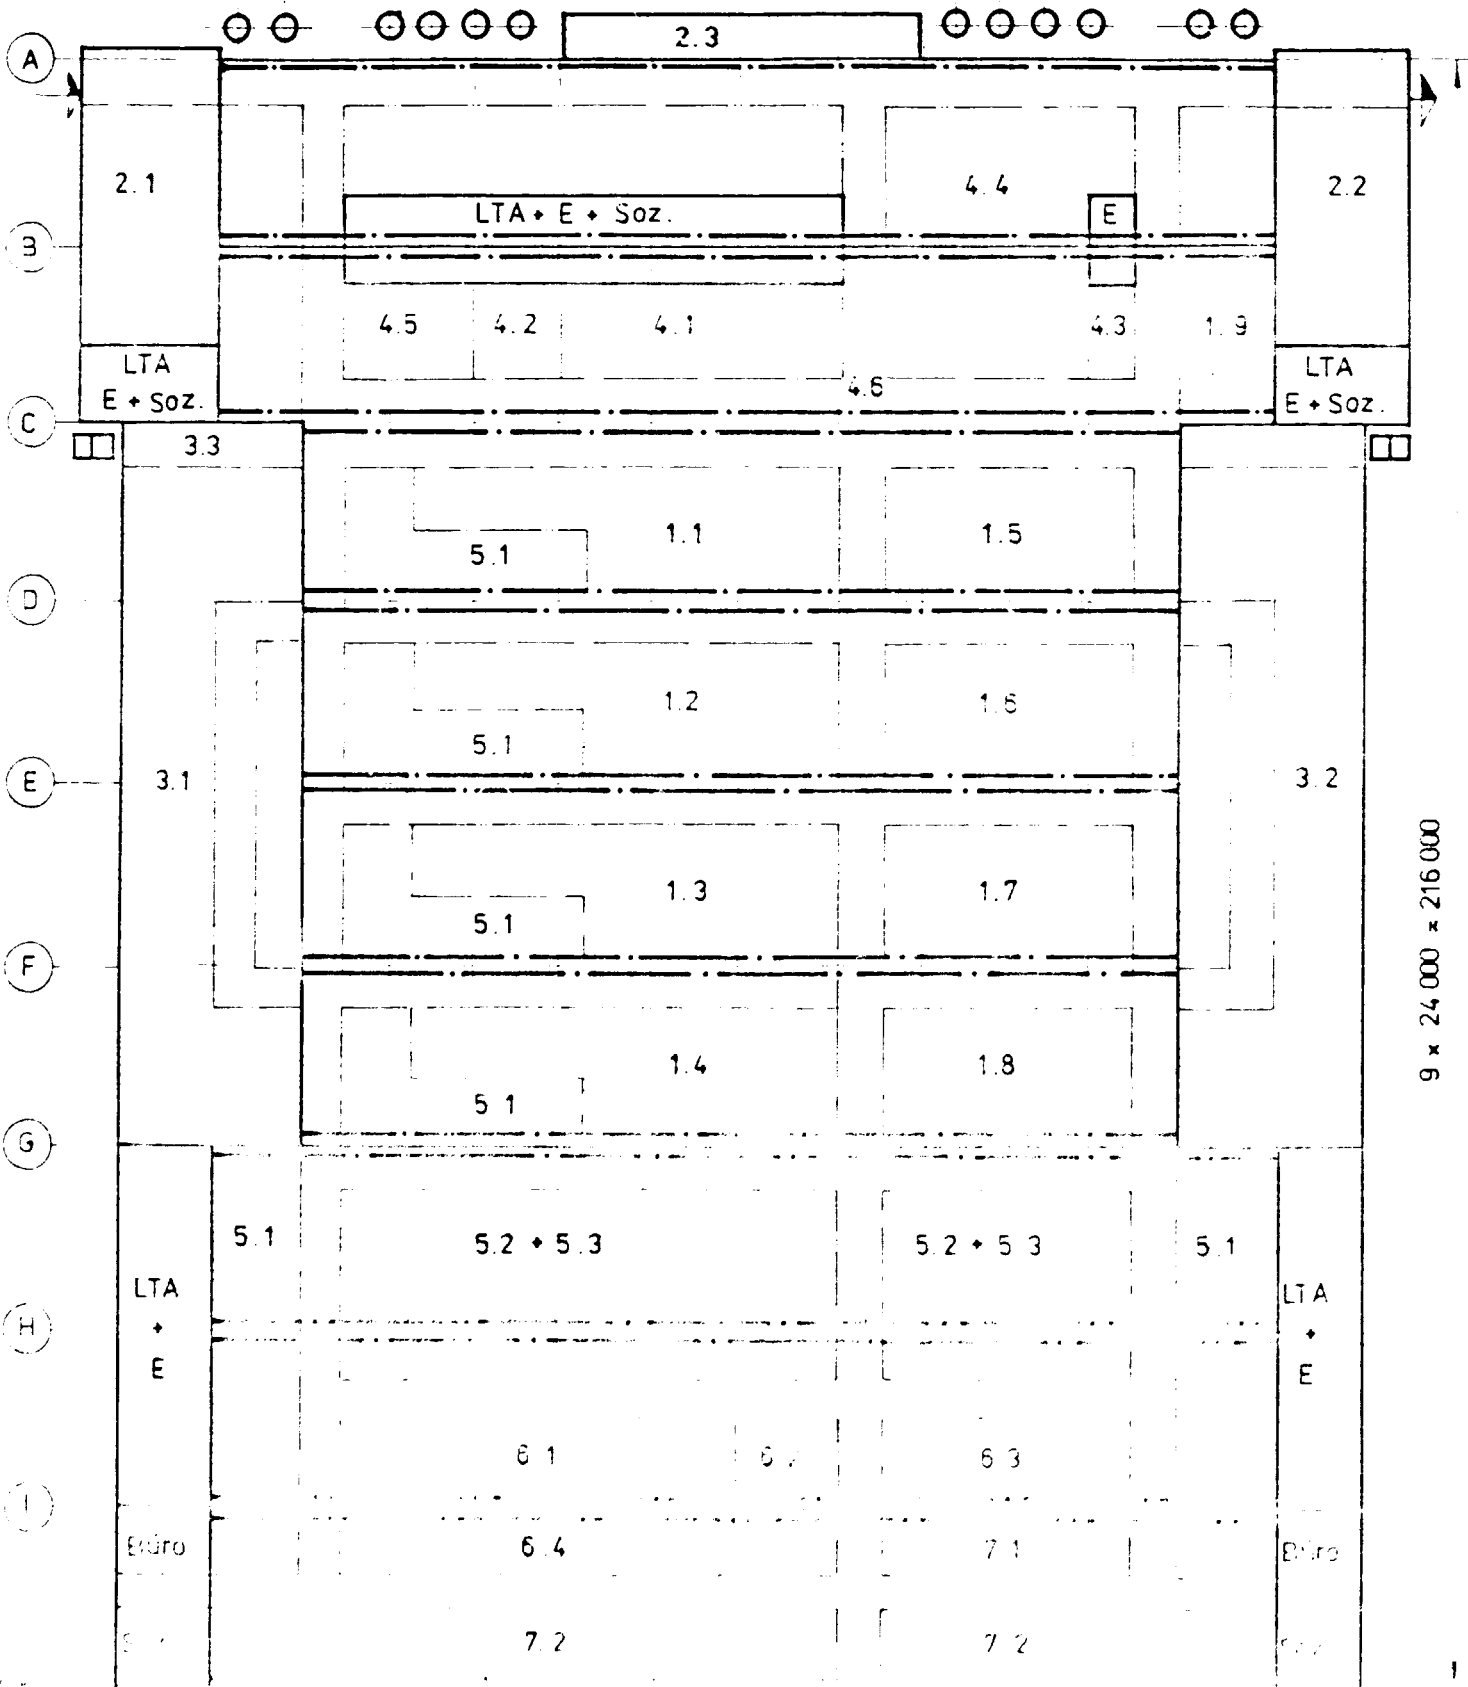 2.3
A
2.1
4.4
2.2
LTA + E + Soz.
E
B
4.5
4.2
4.1
4.3
1.9
LTA
E + Soz.
4.6
LTA
E + Soz.
C
3.3
1.1
1.5
5.1
D
1.2
1.6
5.1
E
3.1
3.2
1.3
1.7
5.1
F
9 x 24 000 = 216 000
1.4
1.8
5.1
G
5.1
5.2 + 5.3
5.2 + 5.3
5.1
LTA
+
E
LTA
+
E
H
6.1
6.3
I
Büro
6.4
7.1
Büro
7.2
7.2